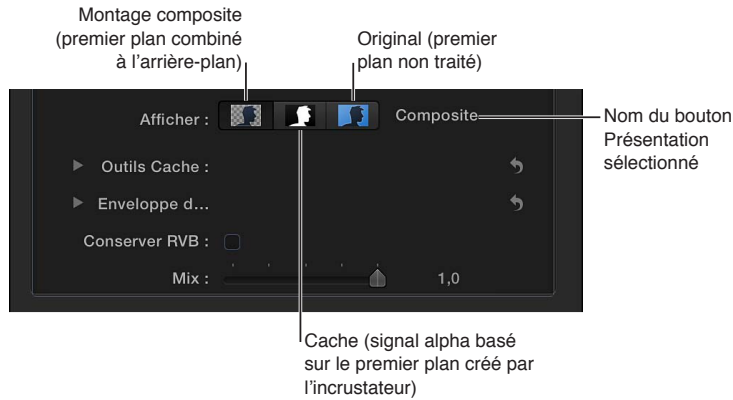 Montage composite
(premier plan combiné
à l'arrière-plan)
Original (premier
plan non traité)
Afficher :
Composite
Nom du bouton
Présentation
sélectionné
Outils Cache :
Enveloppe d...
Conserver RVB :
Mix :
1,0
Cache (signal alpha basé
sur le premier plan créé par
l'incrustateur)